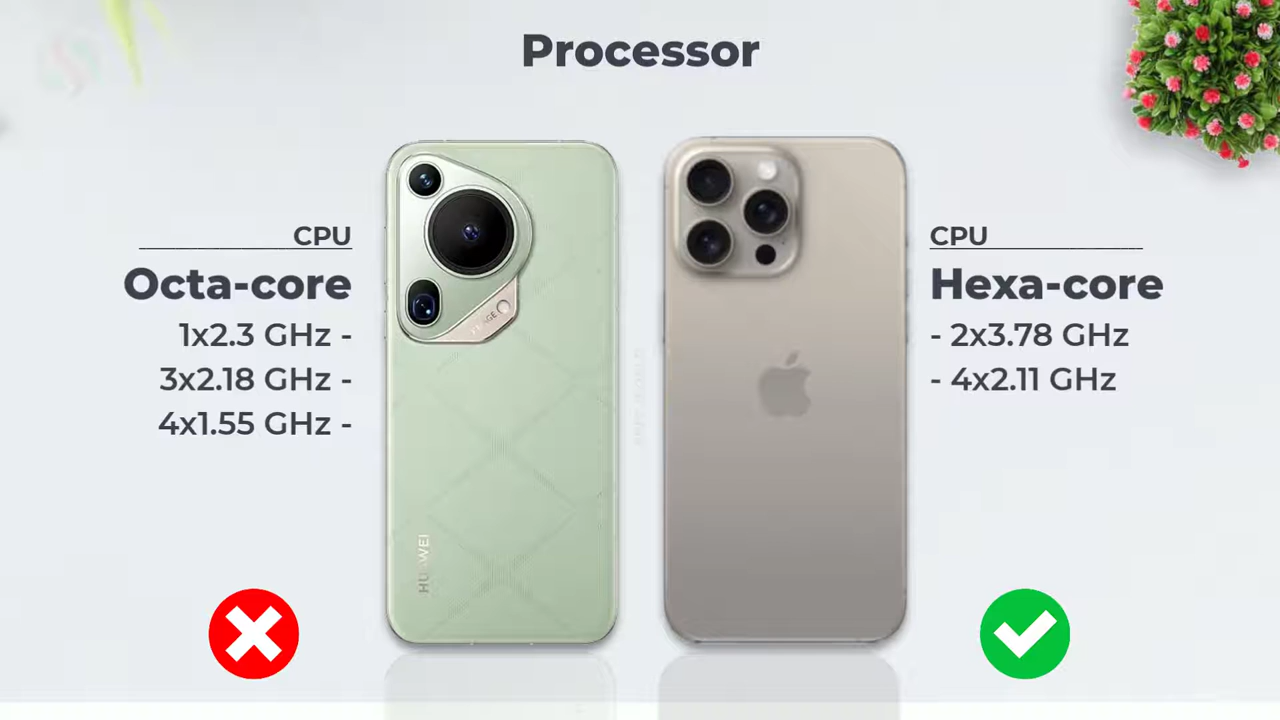 Processor
CPU
Octa-core
1x2.3 GHz -
3x2.18 GHz -
4x1.55 GHz -
CPU
Hexa-core
- 2x3.78 GHz
- 4x2.11 GHz
HUAWEI